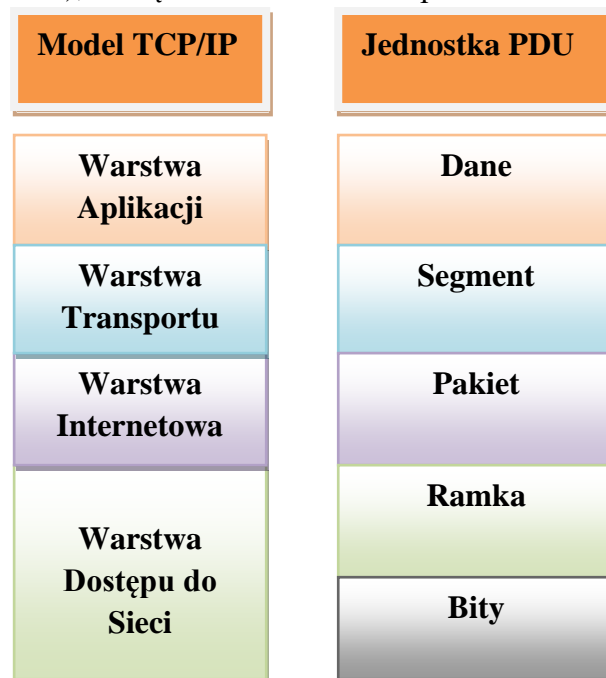 Model TCP/IP
Jednostka PDU
Warstwa
Aplikacji
Dane
Warstwa
Transportu
Segment
Warstwa
Internetowa
Pakiet
Warstwa
Dostępu do
Sieci
Ramka
Bity